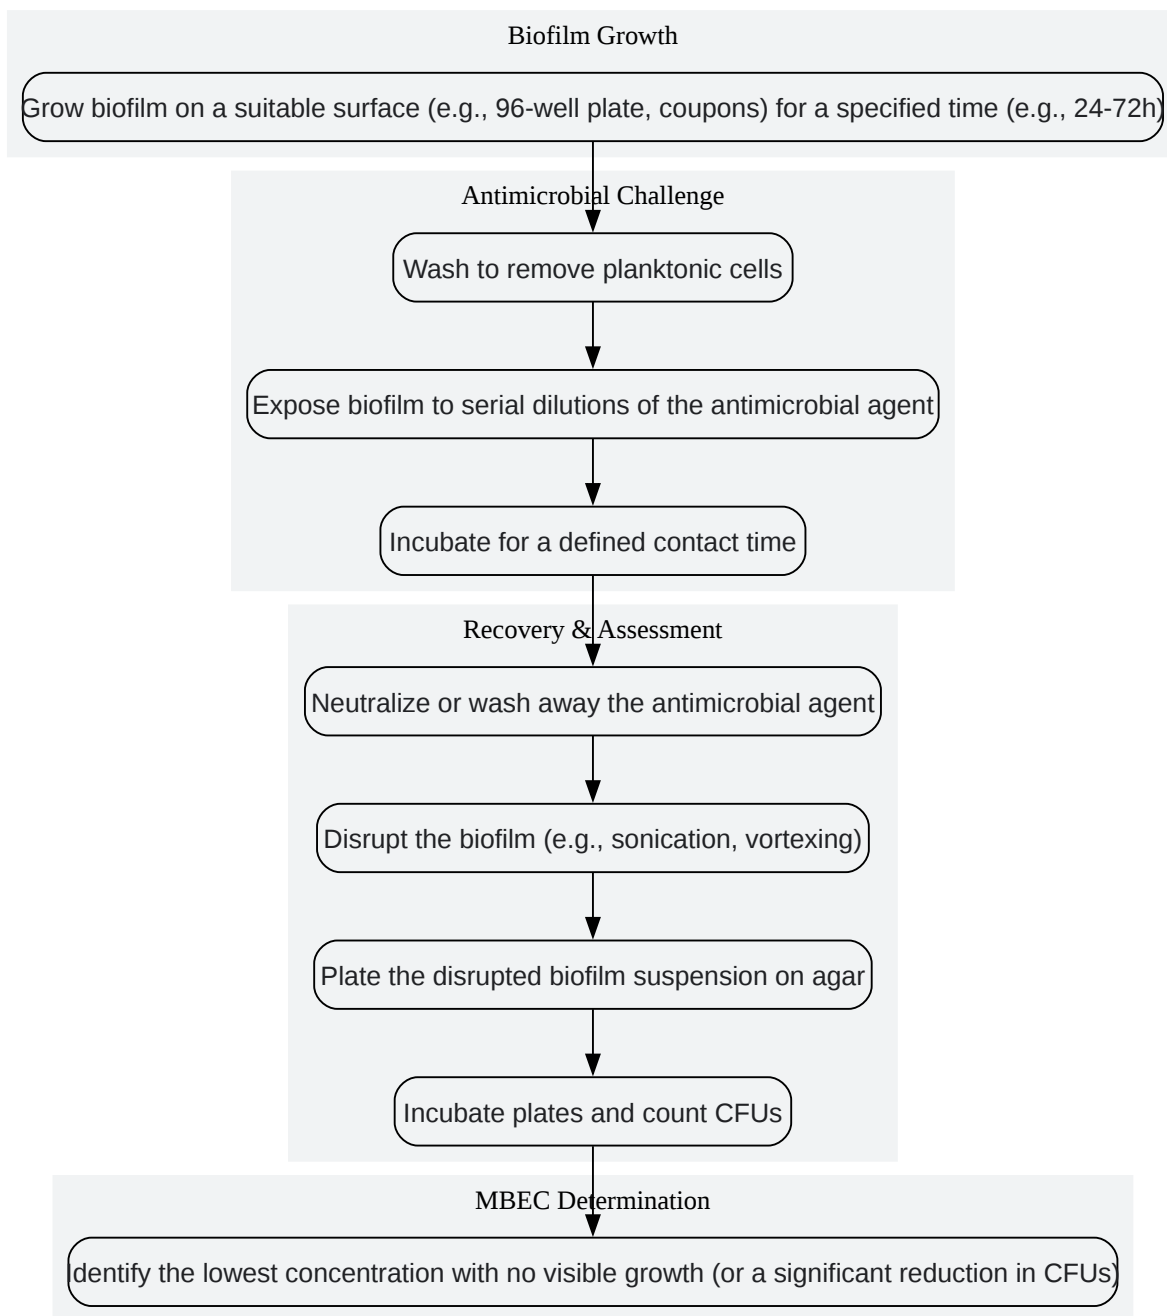 Biofilm Growth
Grow biofilm on a suitable surface (e.g., 96-well plate, coupons) for a specified time (e.g., 24-72h)
Antimicrobial Challenge
Wash to remove planktonic cells
Expose biofilm to serial dilutions of the antimicrobial agent
Incubate for a defined contact time
Recovery & Assessment
Neutralize or wash away the antimicrobial agent
Disrupt the biofilm (e.g., sonication, vortexing)
Plate the disrupted biofilm suspension on agar
Incubate plates and count CFUs
MBEC Determination
Identify the lowest concentration with no visible growth (or a significant reduction in CFUs)